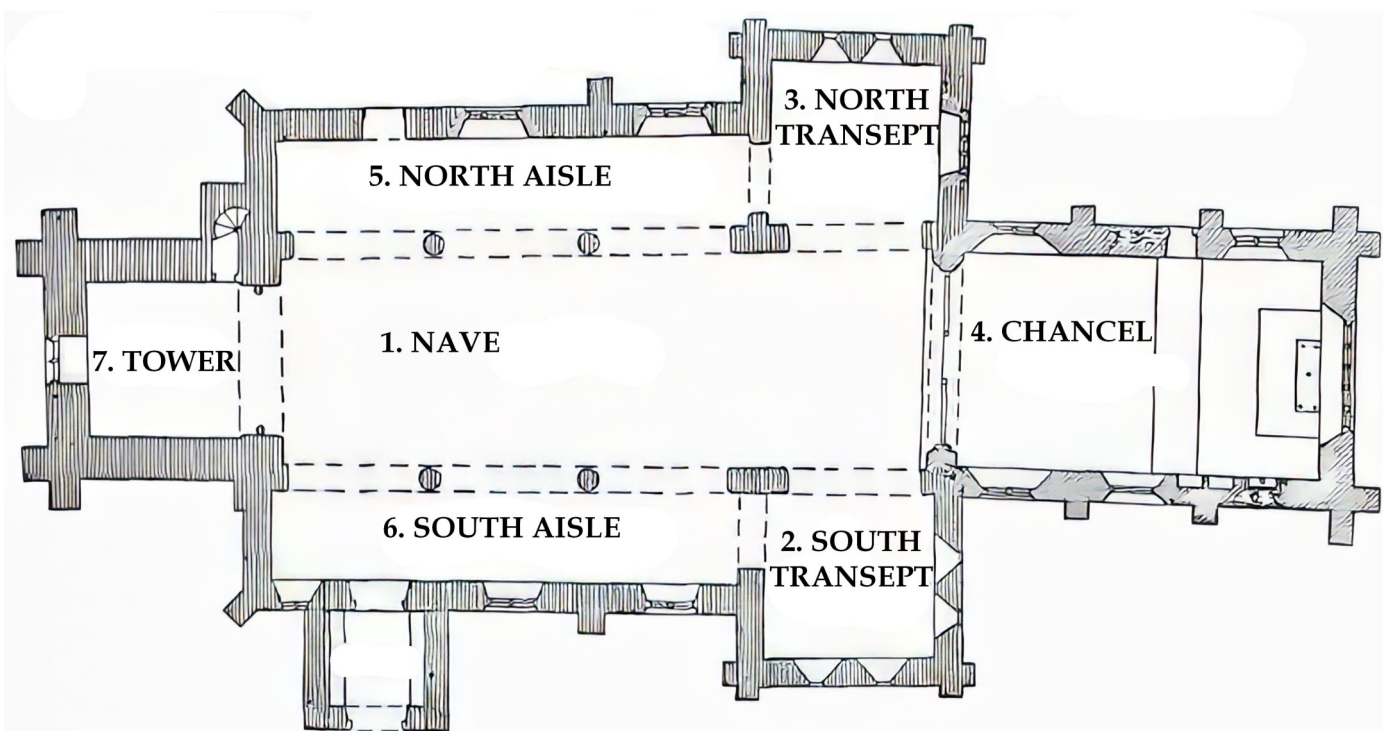 3. NORTH
TRANSEPT
5. NORTH AISLE
1. NAVE
4. CHANCEL
7. TOWER
6. SOUTH AISLE
2. SOUTH
TRANSEPT